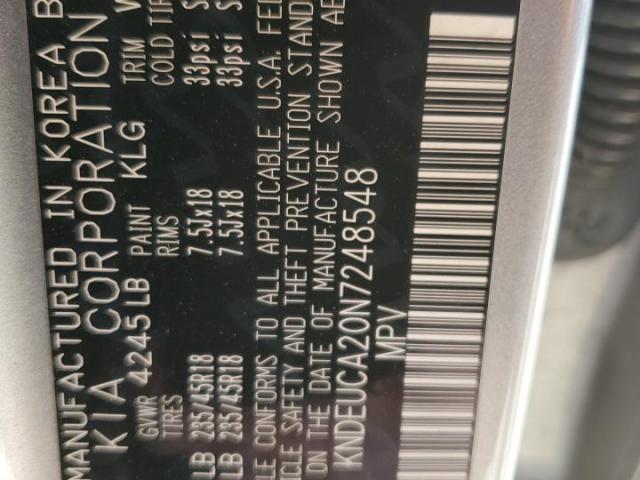 MANUFACTURED IN KOREA B
KIA CORPORATION
GVWR PAINT TRIM
4245LB KLG
TIRES RIMS COLD TIR
LB 235/45R18 7.5Jx18 33psi
LB 235/45R18 7.5Jx18 33psi
LE CONFORMS TO ALL APPLICABLE U.S.A. FE
ICLE SAFETY AND THEFT PREVENTION STAND
ON THE DATE OF MANUFACTURE SHOWN AB
KNDEUCA20N7248548
MPV